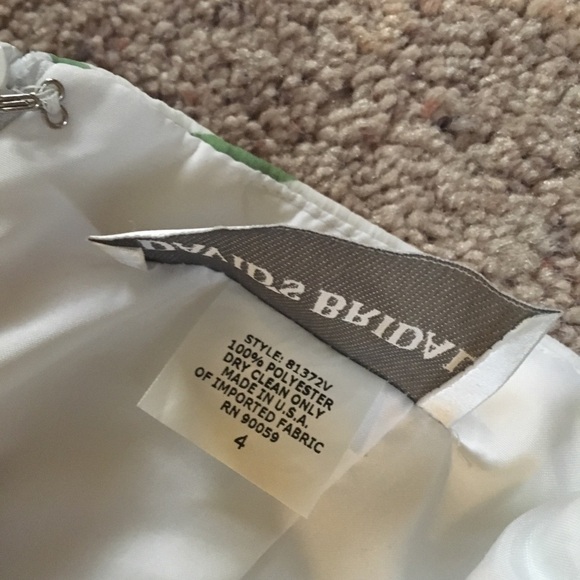 DAVID'S BRIDAL
STYLE: 81372V
100% POLYESTER
DRY CLEAN ONLY
MADE IN U.S.A.
OF IMPORTED FABRIC
RN 90059
4